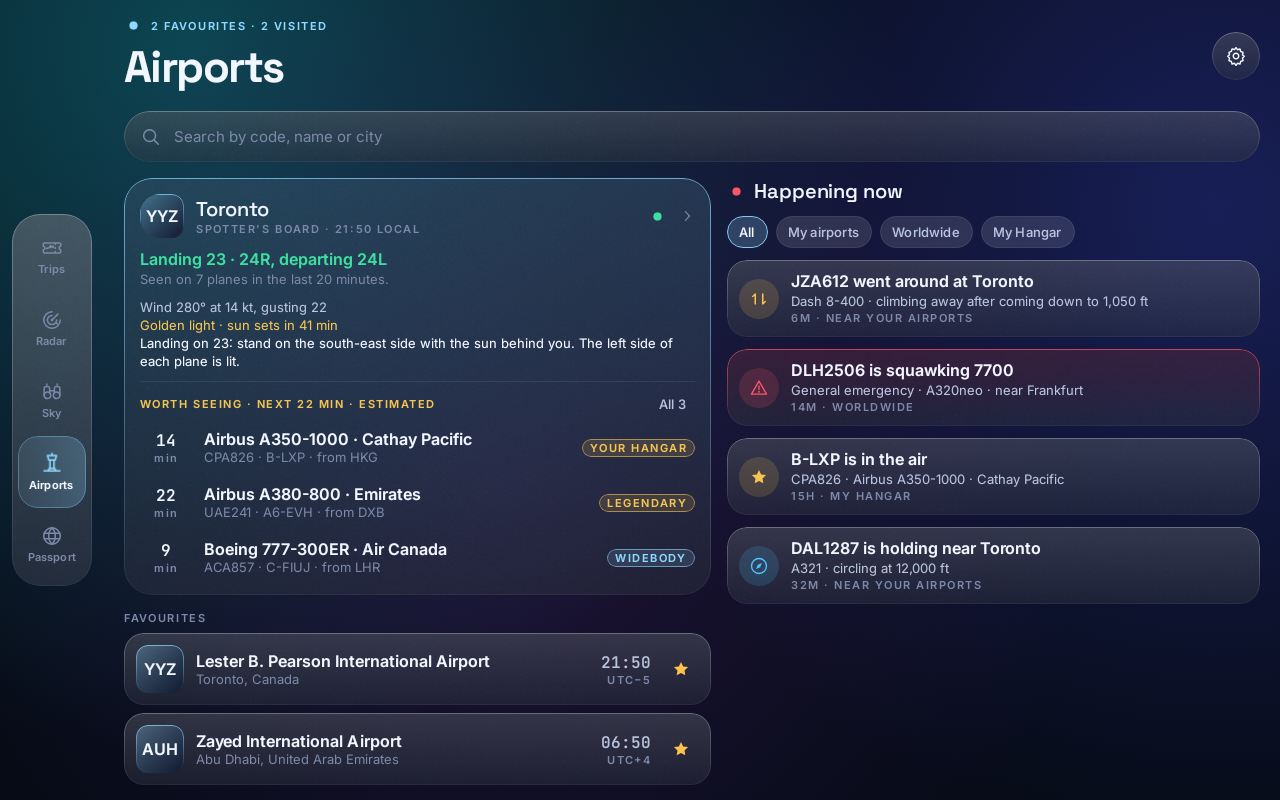 2 FAVOURITES · 2 VISITED
Airports
Search by code, name or city
Trips
Radar
Sky
Airports
Passport
YYZ
Toronto
SPOTTER'S BOARD · 21:50 LOCAL
Landing 23 · 24R, departing 24L
Seen on 7 planes in the last 20 minutes.
Wind 280° at 14 kt, gusting 22
Golden light · sun sets in 41 min
Landing on 23: stand on the south-east side with the sun behind you. The left side of
each plane is lit.
WORTH SEEING · NEXT 22 MIN · ESTIMATED
All 3
14
min
Airbus A350-1000 · Cathay Pacific
CPA826 · B-LXP · from HKG
YOUR HANGAR
22
min
Airbus A380-800 · Emirates
UAE241 · A6-EVH · from DXB
LEGENDARY
9
min
Boeing 777-300ER · Air Canada
ACA857 · C-FIUJ · from LHR
WIDEBODY
FAVOURITES
YYZ
Lester B. Pearson International Airport
Toronto, Canada
21:50
UTC−5
AUH
Zayed International Airport
Abu Dhabi, United Arab Emirates
06:50
UTC+4
Happening now
All
My airports
Worldwide
My Hangar
JZA612 went around at Toronto
Dash 8-400 · climbing away after coming down to 1,050 ft
6M · NEAR YOUR AIRPORTS
DLH2506 is squawking 7700
General emergency · A320neo · near Frankfurt
14M · WORLDWIDE
B-LXP is in the air
CPA826 · Airbus A350-1000 · Cathay Pacific
15H · MY HANGAR
DAL1287 is holding near Toronto
A321 · circling at 12,000 ft
32M · NEAR YOUR AIRPORTS